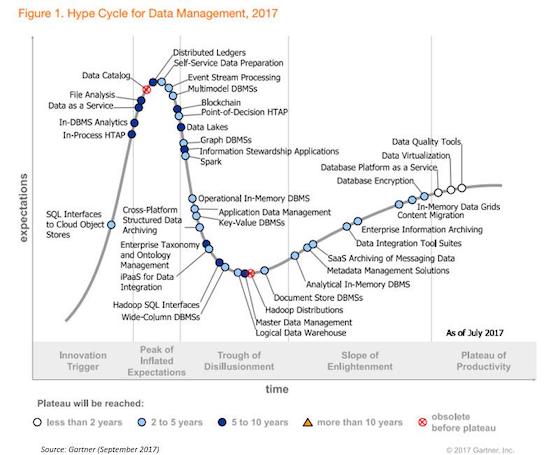 Figure 1. Hype Cycle for Data Management, 2017
expectations
Distributed Ledgers
Self-Service Data Preparation
Data Catalog
Event Stream Processing
Multimodel DBMSs
File Analysis
Data as a Service
Blockchain
Point-of-Decision HTAP
In-DBMS Analytics
In-Process HTAP
Data Lakes
Graph DBMSs
Information Stewardship Applications
Spark
Data Quality Tools
Data Virtualization
Database Platform as a Service
Database Encryption
Operational In-Memory DBMS
Application Data Management
Key-Value DBMSs
In-Memory Data Grids
Content Migration
Enterprise Information Archiving
Data Integration Tool Suites
SQL Interfaces
to Cloud Object
Stores
Cross-Platform
Structured Data
Archiving
Enterprise Taxonomy
and Ontology
Management
iPaaS for Data
Integration
SaaS Archiving of Messaging Data
Metadata Management Solutions
Analytical In-Memory DBMS
Document Store DBMSs
Hadoop SQL Interfaces
Wide-Column DBMSs
Hadoop Distributions
Master Data Management
Logical Data Warehouse
As of July 2017
Innovation
Trigger
Peak of
Inflated
Expectations
Trough of
Disillusionment
Slope of
Enlightenment
Plateau of
Productivity
time
Plateau will be reached:
less than 2 years
2 to 5 years
5 to 10 years
more than 10 years
obsolete
before plateau
Source: Gartner (September 2017)
© 2017 Gartner, Inc.